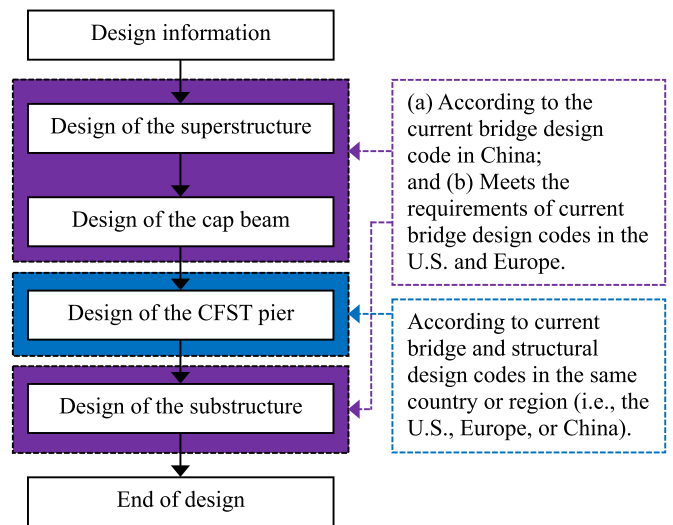 Design information
Design of the superstructure
Design of the cap beam
Design of the CFST pier
Design of the substructure
End of design
(a) According to the
current bridge design
code in China;
and (b) Meets the
requirements of current
bridge design codes in the
U.S. and Europe.
According to current
bridge and structural
design codes in the same
country or region (i.e., the
U.S., Europe, or China).